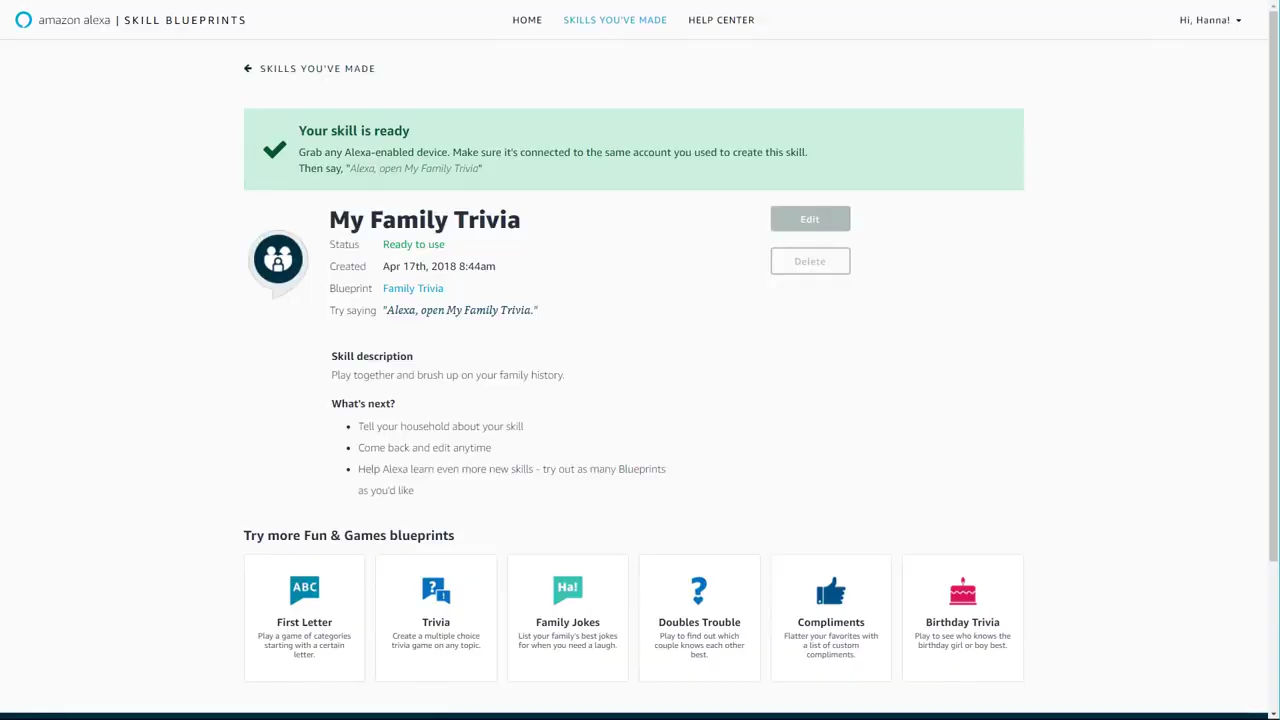 amazon alexa | SKILL BLUEPRINTS
HOME
SKILLS YOU'VE MADE
HELP CENTER
Hi, Hanna!
SKILLS YOU'VE MADE
Your skill is ready
Grab any Alexa-enabled device. Make sure it's connected to the same account you used to create this skill.
Then say, "Alexa, open My Family Trivia"
My Family Trivia
Edit
Status Ready to use
Delete
Created Apr 17th, 2018 8:44am
Blueprint Family Trivia
Try saying "Alexa, open My Family Trivia."
Skill description
Play together and brush up on your family history.
What's next?
• Tell your household about your skill
• Come back and edit anytime
• Help Alexa learn even more new skills - try out as many Blueprints
as you'd like
Try more Fun & Games blueprints
ABC
First Letter
Play a game of categories
starting with a certain
letter.
?!
Trivia
Create a multiple choice
trivia game on any topic.
Ha!
Family Jokes
List your family's best jokes
for when you need a laugh.
?
Doubles Trouble
Play to find out which
couple knows each other
best.
Compliments
Flatter your favorites with
a list of custom
compliments.
Birthday Trivia
Play to see who knows the
birthday girl or boy best.